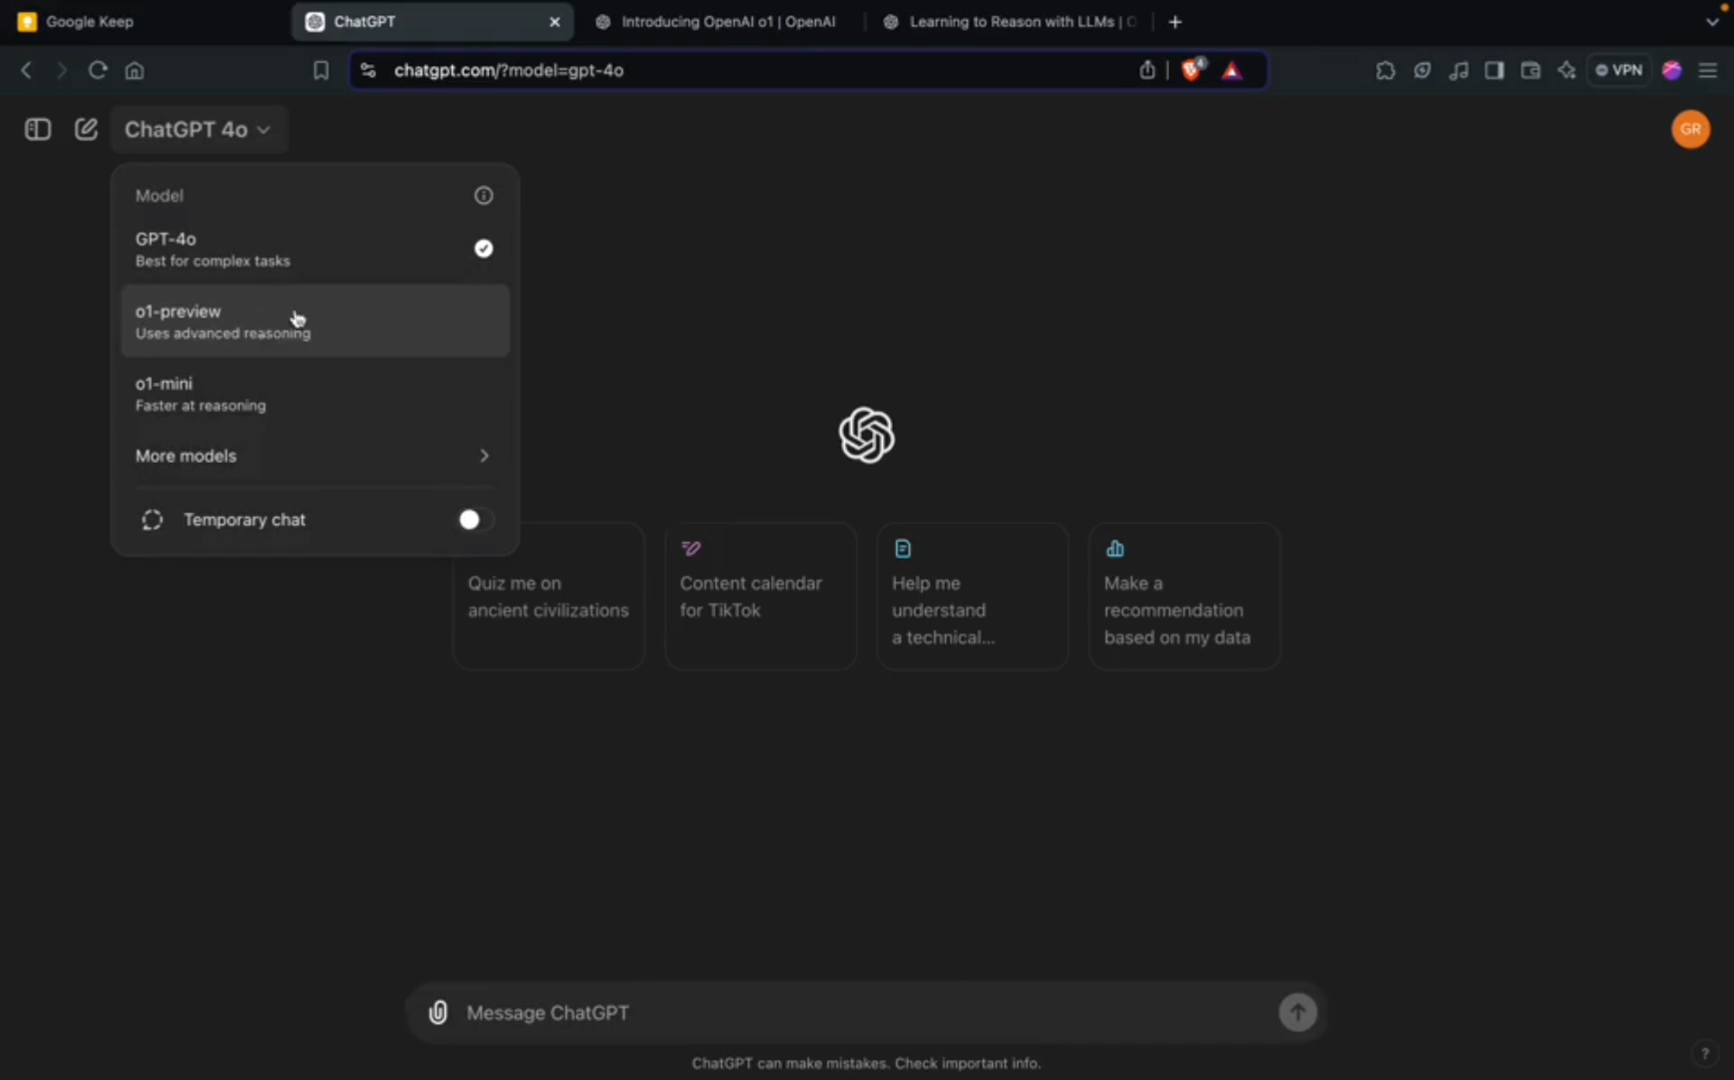 Google Keep
ChatGPT
Introducing OpenAI o1 | OpenAI
Learning to Reason with LLMs | O
chatgpt.com/?model=gpt-4o
4
VPN
ChatGPT 4o
GR
Model
GPT-4o
Best for complex tasks
o1-preview
Uses advanced reasoning
o1-mini
Faster at reasoning
More models
Temporary chat
Quiz me on
ancient civilizations
Content calendar
for TikTok
Help me
understand
a technical...
Make a
recommendation
based on my data
Message ChatGPT
ChatGPT can make mistakes. Check important info.
?